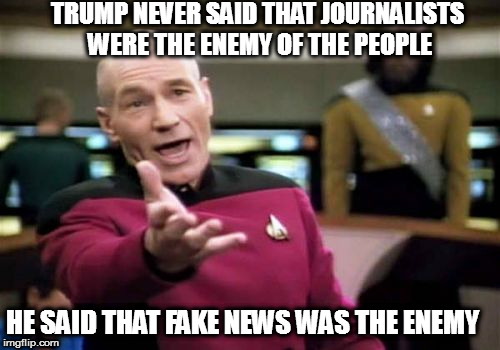 TRUMP NEVER SAID THAT JOURNALISTS
WERE THE ENEMY OF THE PEOPLE
HE SAID THAT FAKE NEWS WAS THE ENEMY
imgflip.com